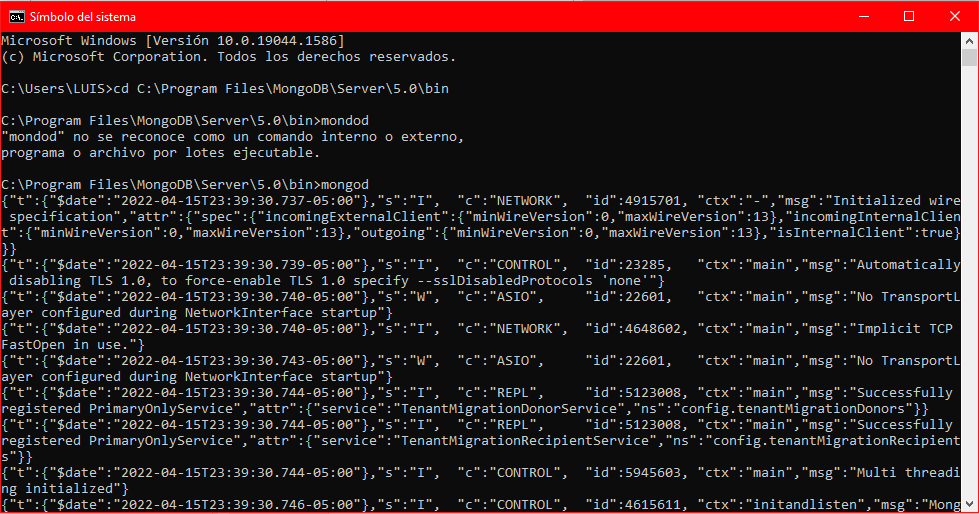 Símbolo del sistema
Microsoft Windows [Versión 10.0.19044.1586]
(c) Microsoft Corporation. Todos los derechos reservados.
C:\Users\LUIS>cd C:\Program Files\MongoDB\Server\5.0\bin
C:\Program Files\MongoDB\Server\5.0\bin>mondod
"mondod" no se reconoce como un comando interno o externo,
programa o archivo por lotes ejecutable.
C:\Program Files\MongoDB\Server\5.0\bin>mongod
{"t":{"$date":"2022-04-15T23:39:30.737-05:00"},"s":"I",  "c":"NETWORK",  "id":4915701, "ctx":"-","msg":"Initialized wire
 specification","attr":{"spec":{"incomingExternalClient":{"minWireVersion":0,"maxWireVersion":13},"incomingInternalClien
t":{"minWireVersion":0,"maxWireVersion":13},"outgoing":{"minWireVersion":0,"maxWireVersion":13},"isInternalClient":true}
}}
{"t":{"$date":"2022-04-15T23:39:30.739-05:00"},"s":"I",  "c":"CONTROL",  "id":23285,   "ctx":"main","msg":"Automatically
 disabling TLS 1.0, to force-enable TLS 1.0 specify --sslDisabledProtocols 'none'"}
{"t":{"$date":"2022-04-15T23:39:30.740-05:00"},"s":"W",  "c":"ASIO",     "id":22601,   "ctx":"main","msg":"No TransportL
ayer configured during NetworkInterface startup"}
{"t":{"$date":"2022-04-15T23:39:30.740-05:00"},"s":"I",  "c":"NETWORK",  "id":4648602, "ctx":"main","msg":"Implicit TCP
FastOpen in use."}
{"t":{"$date":"2022-04-15T23:39:30.743-05:00"},"s":"W",  "c":"ASIO",     "id":22601,   "ctx":"main","msg":"No TransportL
ayer configured during NetworkInterface startup"}
{"t":{"$date":"2022-04-15T23:39:30.744-05:00"},"s":"I",  "c":"REPL",     "id":5123008, "ctx":"main","msg":"Successfully
registered PrimaryOnlyService","attr":{"service":"TenantMigrationDonorService","ns":"config.tenantMigrationDonors"}}
{"t":{"$date":"2022-04-15T23:39:30.744-05:00"},"s":"I",  "c":"REPL",     "id":5123008, "ctx":"main","msg":"Successfully
registered PrimaryOnlyService","attr":{"service":"TenantMigrationRecipientService","ns":"config.tenantMigrationRecipient
s"}}
{"t":{"$date":"2022-04-15T23:39:30.744-05:00"},"s":"I",  "c":"CONTROL",  "id":5945603, "ctx":"main","msg":"Multi threadi
ng initialized"}
{"t":{"$date":"2022-04-15T23:39:30.746-05:00"},"s":"I",  "c":"CONTROL",  "id":4615611, "ctx":"initandlisten","msg":"Mong